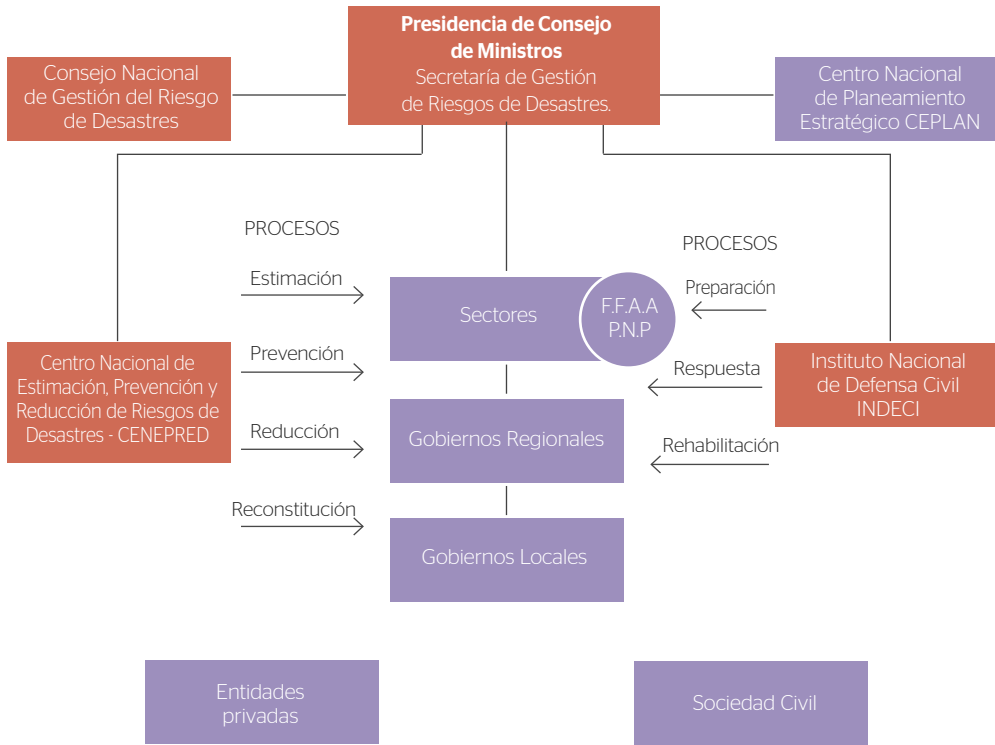 Presidencia de Consejo
de Ministros
Secretaría de Gestión
de Riesgos de Desastres.
Consejo Nacional
de Gestión del Riesgo
de Desastres
Centro Nacional
de Planeamiento
Estratégico CEPLAN
PROCESOS
Estimación
Prevención
Reducción
Reconstitución
PROCESOS
Preparación
Respuesta
Rehabilitación
Sectores
F.F.A.A
P.N.P
Centro Nacional de
Estimación, Prevención y
Reducción de Riesgos de
Desastres - CENEPRED
Instituto Nacional
de Defensa Civil
INDECI
Gobiernos Regionales
Gobiernos Locales
Entidades
privadas
Sociedad Civil